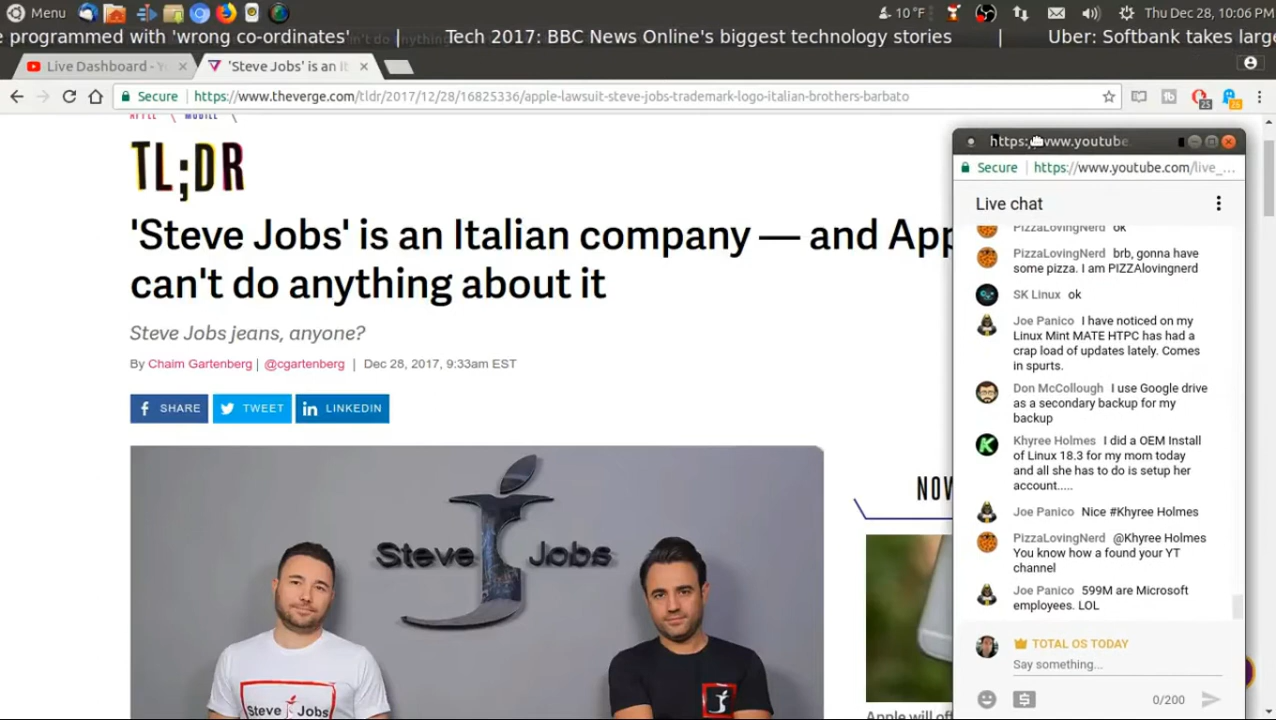 Menu
10 °F
Thu Dec 28, 10:06 PM
e programmed with 'wrong co-ordinates' | Tech 2017: BBC News Online's biggest technology stories | Uber: Softbank takes large
Live Dashboard - Y
'Steve Jobs' is an It
Secure | https://www.theverge.com/tldr/2017/12/28/16825336/apple-lawsuit-steve-jobs-trademark-logo-italian-brothers-barbato
25
26
APPLE \ MOBILE \
TL;DR
'Steve Jobs' is an Italian company — and App
can't do anything about it
Steve Jobs jeans, anyone?
By Chaim Gartenberg | @cgartenberg | Dec 28, 2017, 9:33am EST
SHARE
TWEET
LINKEDIN
Steve Jobs
Steve Jobs
NOW
Apple will off
https://www.youtube.
Secure | https://www.youtube.com/live_...
Live chat
PizzaLovingNerd ok
PizzaLovingNerd brb, gonna have
some pizza. I am PIZZAlovingnerd
SK Linux ok
Joe Panico I have noticed on my
Linux Mint MATE HTPC has had a
crap load of updates lately. Comes
in spurts.
Don McCollough I use Google drive
as a secondary backup for my
backup
Khyree Holmes I did a OEM Install
of Linux 18.3 for my mom today
and all she has to do is setup her
account.....
Joe Panico Nice #Khyree Holmes
PizzaLovingNerd @Khyree Holmes
You know how a found your YT
channel
Joe Panico 599M are Microsoft
employees. LOL
TOTAL OS TODAY
Say something...
0/200